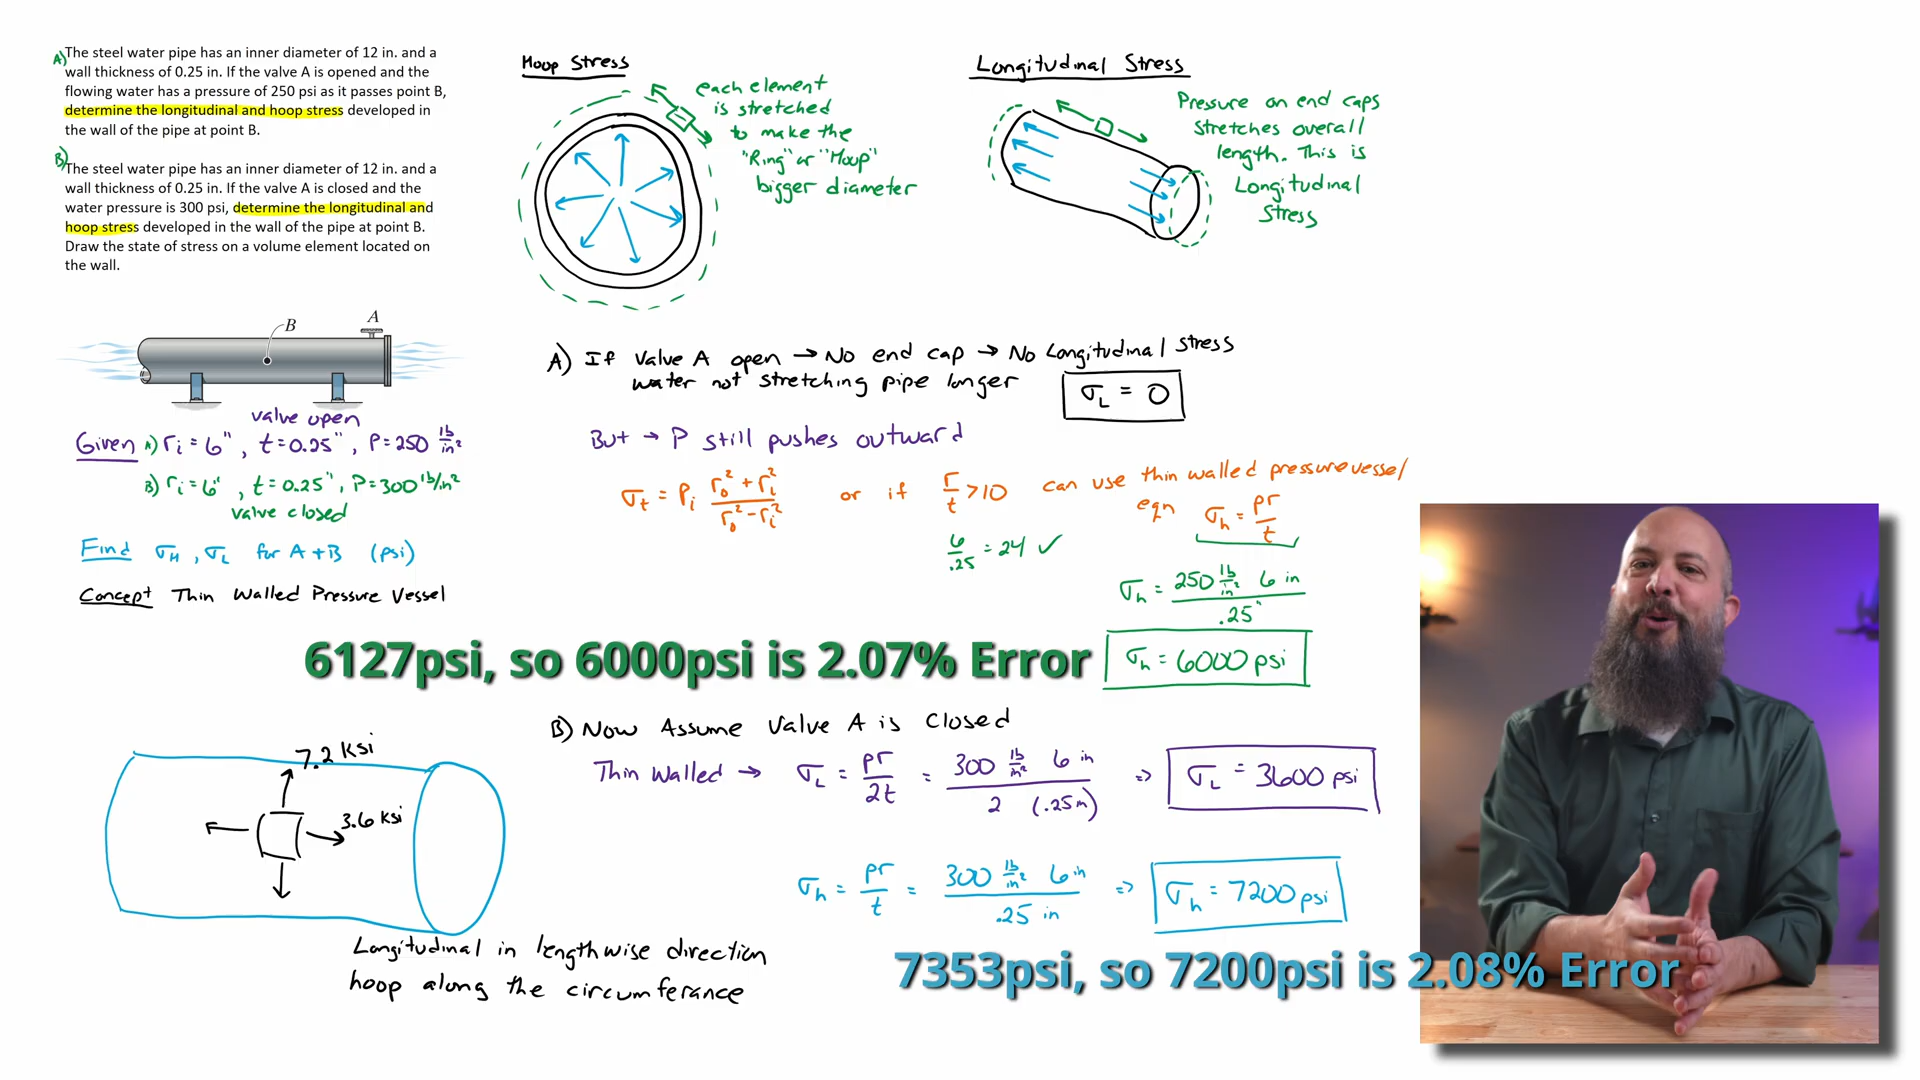 A) The steel water pipe has an inner diameter of 12 in. and a
wall thickness of 0.25 in. If the valve A is opened and the
flowing water has a pressure of 250 psi as it passes point B,
determine the longitudinal and hoop stress developed in
the wall of the pipe at point B.
B) The steel water pipe has an inner diameter of 12 in. and a
wall thickness of 0.25 in. If the valve A is closed and the
water pressure is 300 psi, determine the longitudinal and
hoop stress developed in the wall of the pipe at point B.
Draw the state of stress on a volume element located on
the wall.
B
A
valve open
Given A) ri = 6", t = 0.25", P = 250 lb/in²
B) ri = 6", t = 0.25", P = 300 lb/in²
valve closed
Find σH, σL for A + B (psi)
Concept Thin Walled Pressure Vessel
Hoop Stress
each element
is stretched
to make the
"Ring" or "Hoop"
bigger diameter
Longitudinal Stress
Pressure on end caps
stretches overall
length. This is
Longitudinal
Stress
A) If Valve A open → No end cap → No Longitudinal Stress
water not stretching pipe longer
σL = 0
But → P still pushes outward
σt = Pi (ro² + ri²)/(ro² - ri²) or if r/t > 10 can use thin walled pressure vessel
eqn σh = pr/t
6/.25 = 24 ✓
σh = 250 lb/in² 6 in / .25"
6127psi, so 6000psi is 2.07% Error
σh = 6000 psi
B) Now Assume Valve A is Closed
Thin Walled → σL = pr/2t = 300 lb/in² 6 in / 2 (.25in) => σL = 3600 psi
σh = pr/t = 300 lb/in² 6 in / .25 in => σh = 7200 psi
7353psi, so 7200psi is 2.08% Error
7.2 ksi
3.6 ksi
Longitudinal in lengthwise direction
hoop along the circumferance